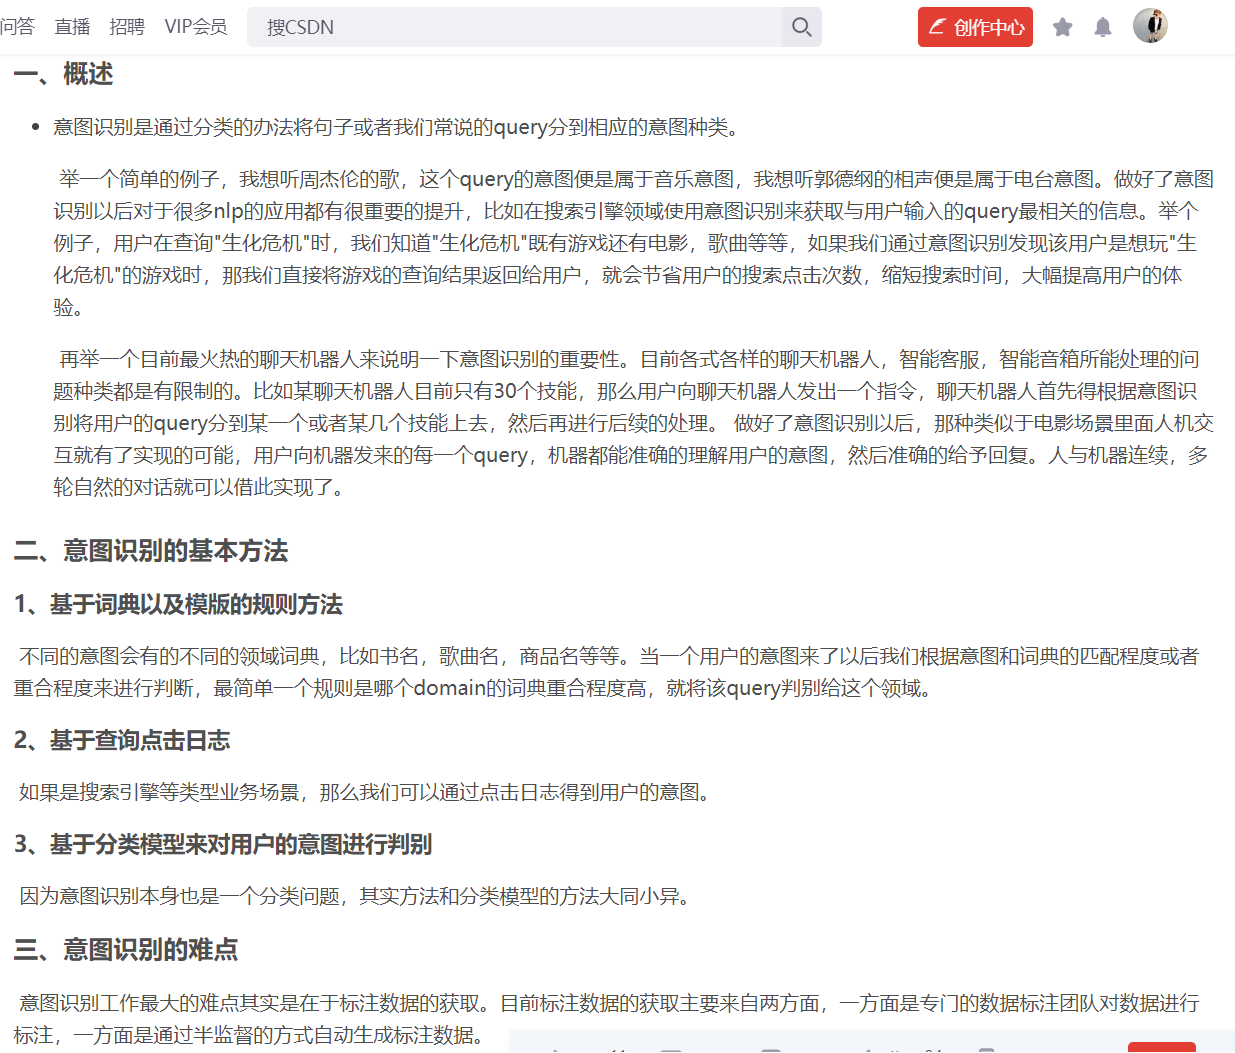 问答 直播 招聘 VIP会员 搜CSDN 创作中心
一、概述
• 意图识别是通过分类的办法将句子或者我们常说的query分到相应的意图种类。
举一个简单的例子，我想听周杰伦的歌，这个query的意图便是属于音乐意图，我想听郭德纲的相声便是属于电台意图。做好了意图
识别以后对于很多nlp的应用都有很重要的提升，比如在搜索引擎领域使用意图识别来获取与用户输入的query最相关的信息。举个
例子，用户在查询"生化危机"时，我们知道"生化危机"既有游戏还有电影，歌曲等等，如果我们通过意图识别发现该用户是想玩"生
化危机"的游戏时，那我们直接将游戏的查询结果返回给用户，就会节省用户的搜索点击次数，缩短搜索时间，大幅提高用户的体
验。
再举一个目前最火热的聊天机器人来说明一下意图识别的重要性。目前各式各样的聊天机器人，智能客服，智能音箱所能处理的问
题种类都是有限制的。比如某聊天机器人目前只有30个技能，那么用户向聊天机器人发出一个指令，聊天机器人首先得根据意图识
别将用户的query分到某一个或者某几个技能上去，然后再进行后续的处理。 做好了意图识别以后，那种类似于电影场景里面人机交
互就有了实现的可能，用户向机器发来的每一个query，机器都能准确的理解用户的意图，然后准确的给予回复。人与机器连续，多
轮自然的对话就可以借此实现了。
二、意图识别的基本方法
1、基于词典以及模版的规则方法
不同的意图会有的不同的领域词典，比如书名，歌曲名，商品名等等。当一个用户的意图来了以后我们根据意图和词典的匹配程度或者
重合程度来进行判断，最简单一个规则是哪个domain的词典重合程度高，就将该query判别给这个领域。
2、基于查询点击日志
如果是搜索引擎等类型业务场景，那么我们可以通过点击日志得到用户的意图。
3、基于分类模型来对用户的意图进行判别
因为意图识别本身也是一个分类问题，其实方法和分类模型的方法大同小异。
三、意图识别的难点
意图识别工作最大的难点其实是在于标注数据的获取。目前标注数据的获取主要来自两方面，一方面是专门的数据标注团队对数据进行
标注，一方面是通过半监督的方式自动生成标注数据。